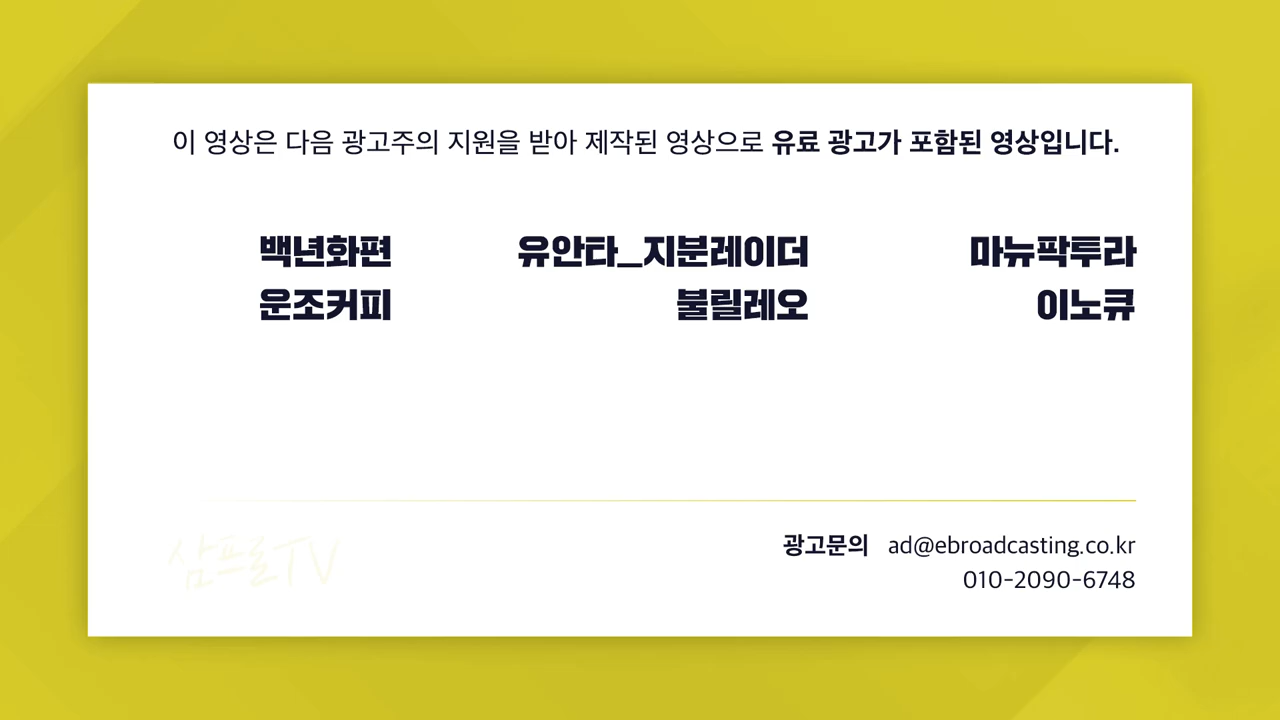 이 영상은 다음 광고주의 지원을 받아 제작된 영상으로 유료 광고가 포함된 영상입니다.
백년화편 유안타_지분레이더 마뉴팍투라
운조커피 불릴레오 이노큐
삼프로TV
광고문의 ad@ebroadcasting.co.kr
010-2090-6748